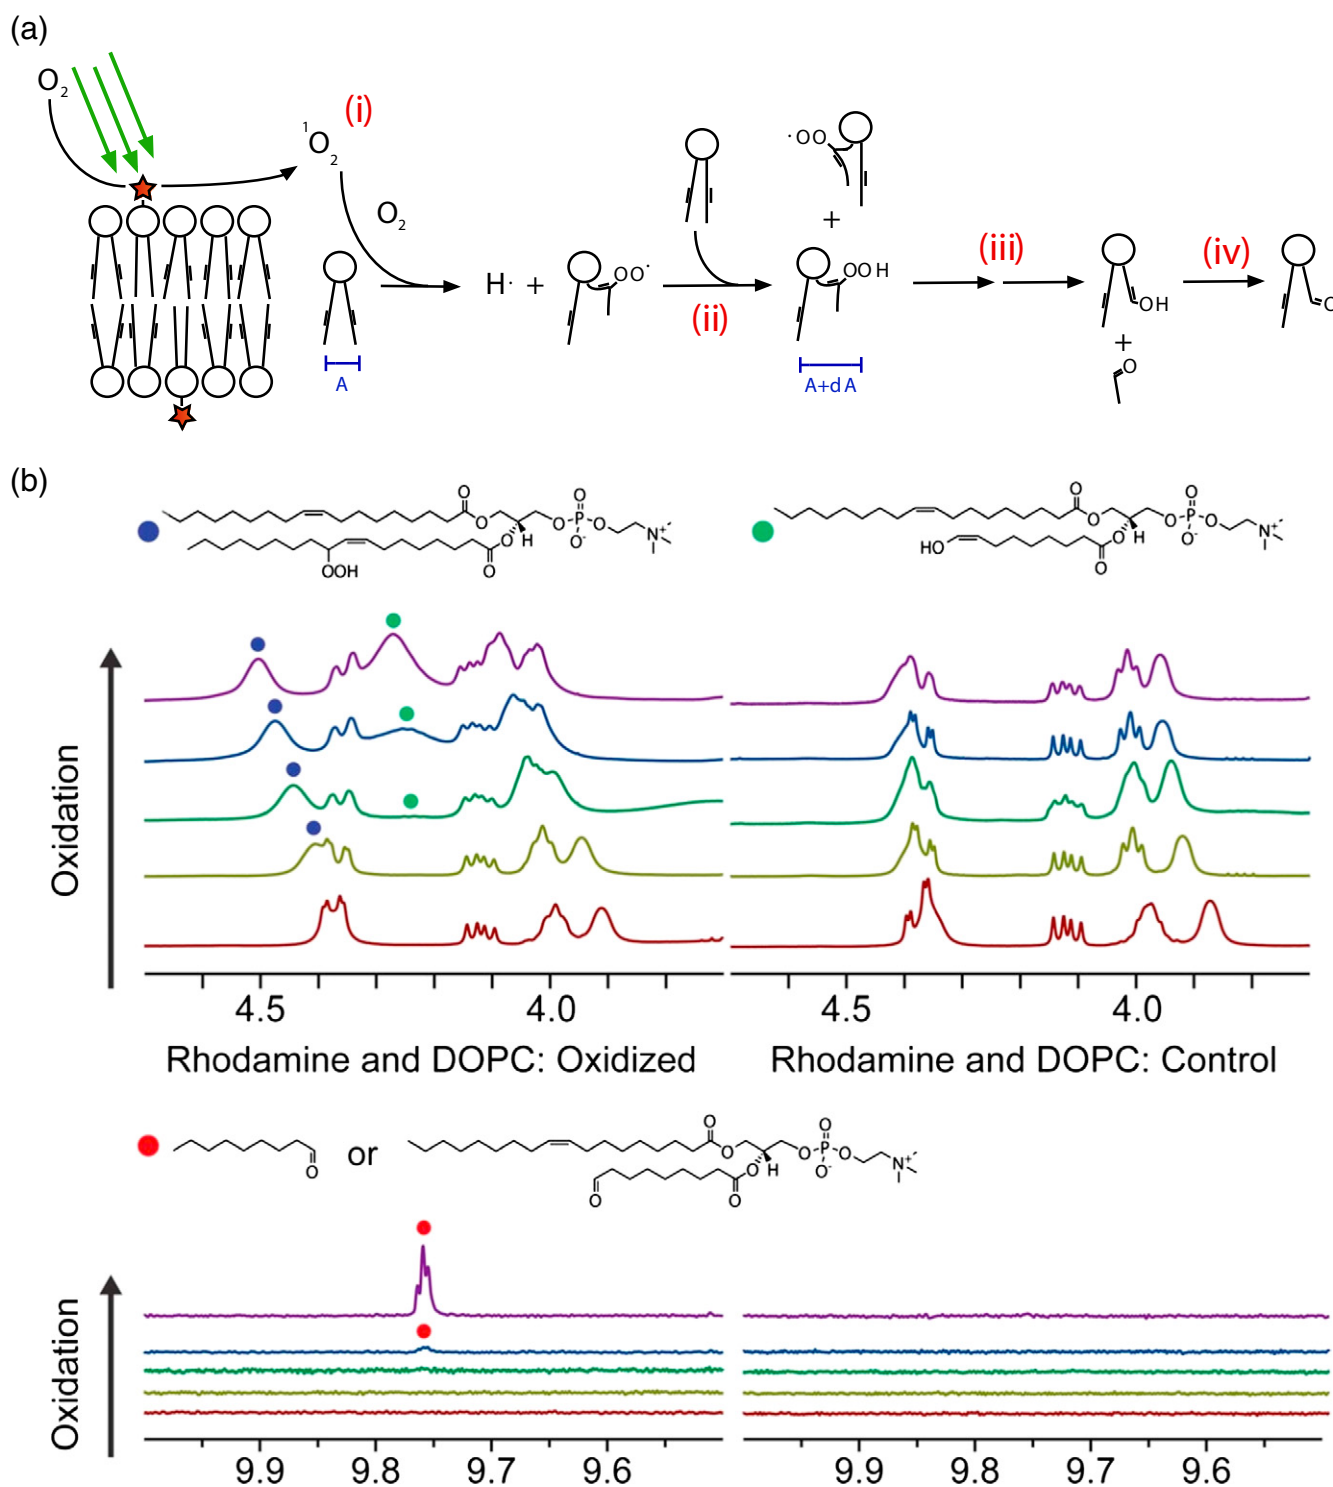 (a)
O2
(i)
1O2
O2
H· +
OO·
(ii)
·OO
+
OOH
(iii)
OH
+
O
(iv)
O
A
A+dA
(b)
O
O
O
P
O
O-
N+
O
H
O
OOH
O
O
O
P
O
O-
N+
O
H
O
HO
Oxidation
4.5 4.0
4.5 4.0
Rhodamine and DOPC: Oxidized
Rhodamine and DOPC: Control
O
or
O
O
O
P
O
O-
N+
O
H
O
O
Oxidation
9.9 9.8 9.7 9.6
9.9 9.8 9.7 9.6